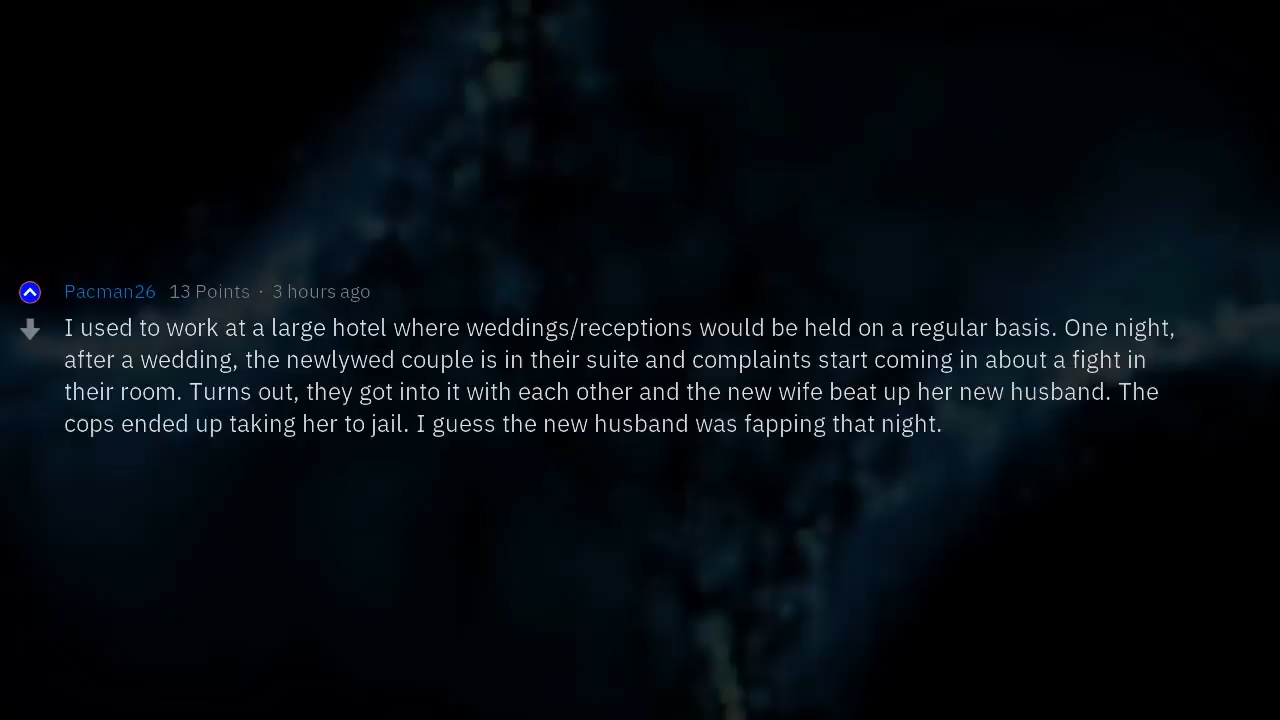 Pacman26 13 Points · 3 hours ago
I used to work at a large hotel where weddings/receptions would be held on a regular basis. One night,
after a wedding, the newlywed couple is in their suite and complaints start coming in about a fight in
their room. Turns out, they got into it with each other and the new wife beat up her new husband. The
cops ended up taking her to jail. I guess the new husband was fapping that night.